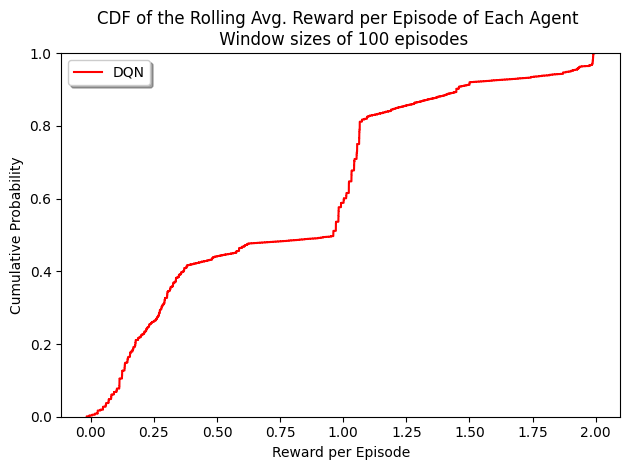 CDF of the Rolling Avg. Reward per Episode of Each Agent
Window sizes of 100 episodes
DQN
Cumulative Probability
1.0
0.8
0.6
0.4
0.2
0.0
0.00 0.25 0.50 0.75 1.00 1.25 1.50 1.75 2.00
Reward per Episode